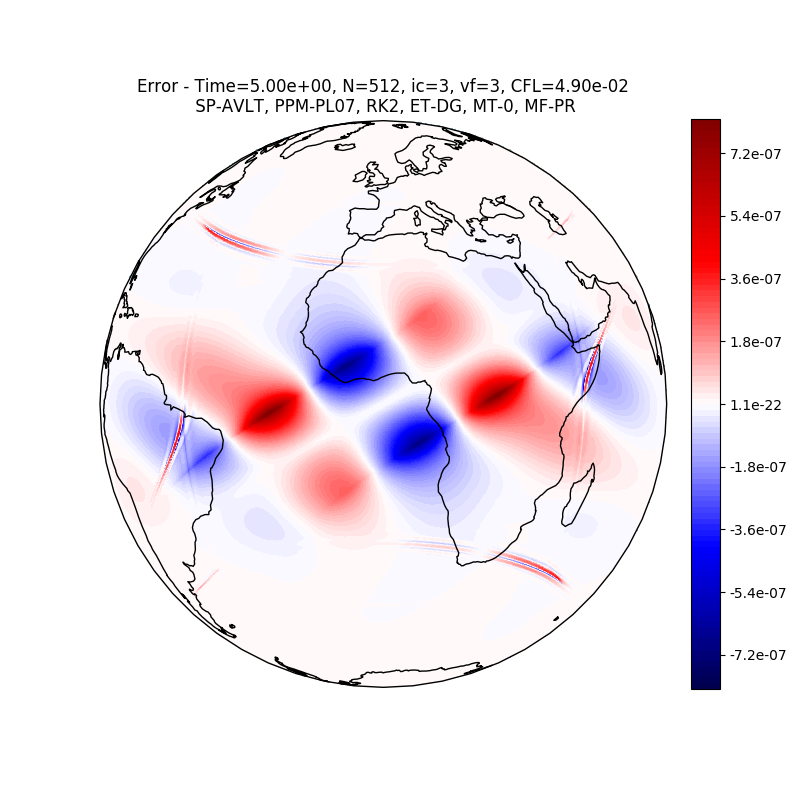 Error - Time=5.00e+00, N=512, ic=3, vf=3, CFL=4.90e-02
SP-AVLT, PPM-PL07, RK2, ET-DG, MT-0, MF-PR
7.2e-07
5.4e-07
3.6e-07
1.8e-07
1.1e-22
-1.8e-07
-3.6e-07
-5.4e-07
-7.2e-07